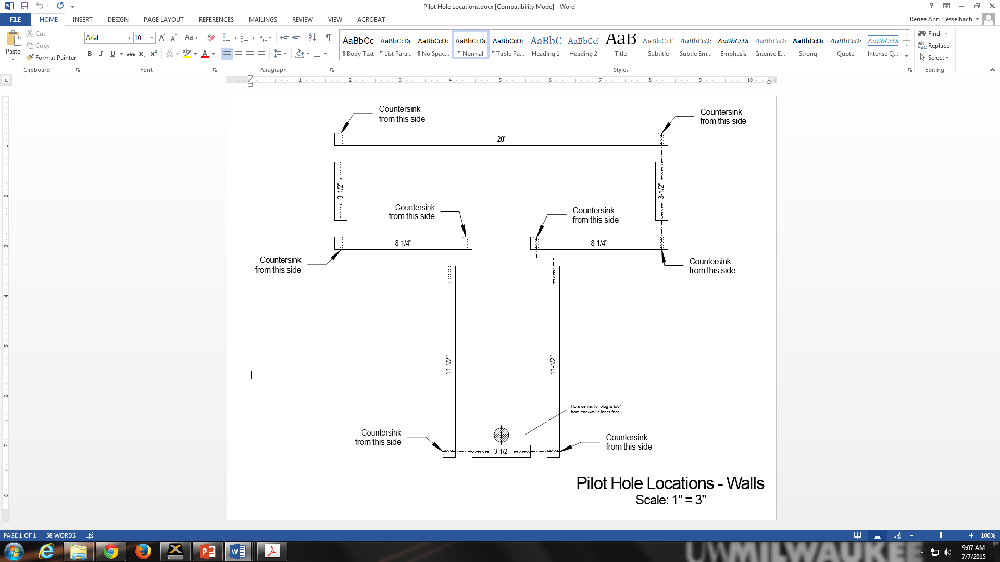 Pilot Hole Locations.docx [Compatibility Mode] - Word
FILE HOME INSERT DESIGN PAGE LAYOUT REFERENCES MAILINGS REVIEW VIEW ACROBAT
Renee Ann Hesselbach
Paste
Cut
Copy
Format Painter
Clipboard
Arial 10
Font
Paragraph
AaBbCc AaBbCcDc AaBbCcDc AaBbCcDc AaBbCcDc AaBbC AaBbCcI AaB AaBbCcD AaBbCcDc AaBbCcDc AaBbCcDc AaBbCcDc AaBbCcDc AaBbCcDc
¶ Body Text ¶ List Para... ¶ No Spac... ¶ Normal ¶ Table Pa... Heading 1 Heading 2 Title Subtitle Subtle Em... Emphasis Intense E... Strong Quote Intense Q...
Styles
Find
Replace
Select
Editing
1 2 3 4 5 6 7 8 9 10
1
2
3
4
5
6
7
8
Countersink
from this side
Countersink
from this side
20"
3-1/2"
3-1/2"
Countersink
from this side
Countersink
from this side
8-1/4"
8-1/4"
Countersink
from this side
Countersink
from this side
11-1/2"
11-1/2"
Hole-center for plug is
from end-wall's inner face.
Countersink
from this side
Countersink
from this side
3-1/2"
Pilot Hole Locations - Walls
Scale: 1" = 3"
PAGE 1 OF 1 58 WORDS
100%
UWMILWAUKEE
9:07 AM
7/7/2015